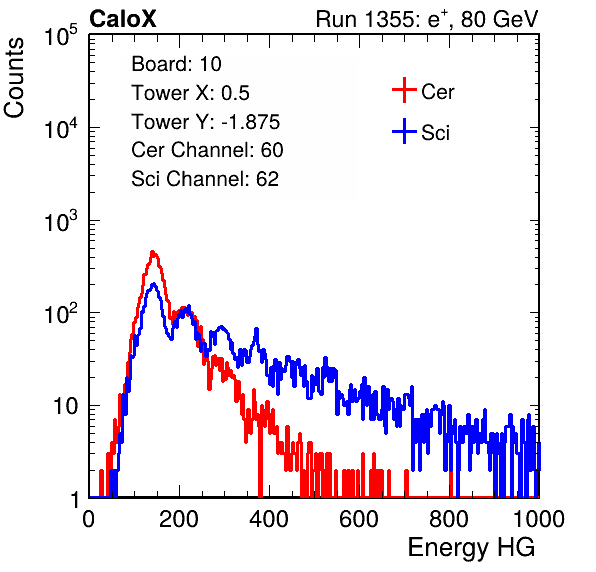 CaloX Run 1355: e⁺, 80 GeV
Counts
Board: 10
Tower X: 0.5
Tower Y: -1.875
Cer Channel: 60
Sci Channel: 62
Cer
Sci
10⁵
10⁴
10³
10²
10
1
0 200 400 600 800 1000
Energy HG